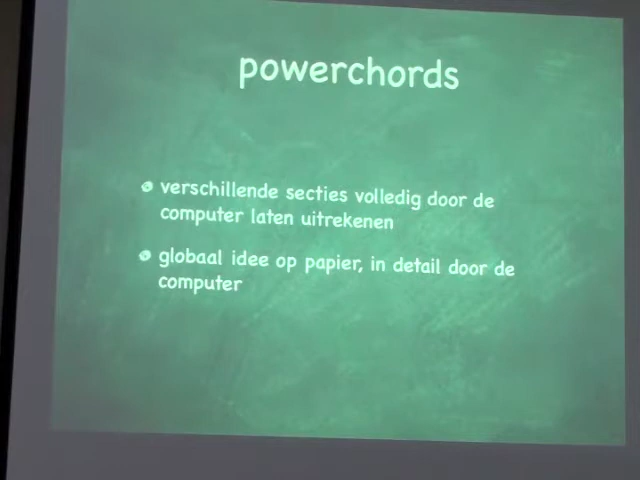 powerchords
verschillende secties volledig door de
computer laten uitrekenen
globaal idee op papier, in detail door de
computer